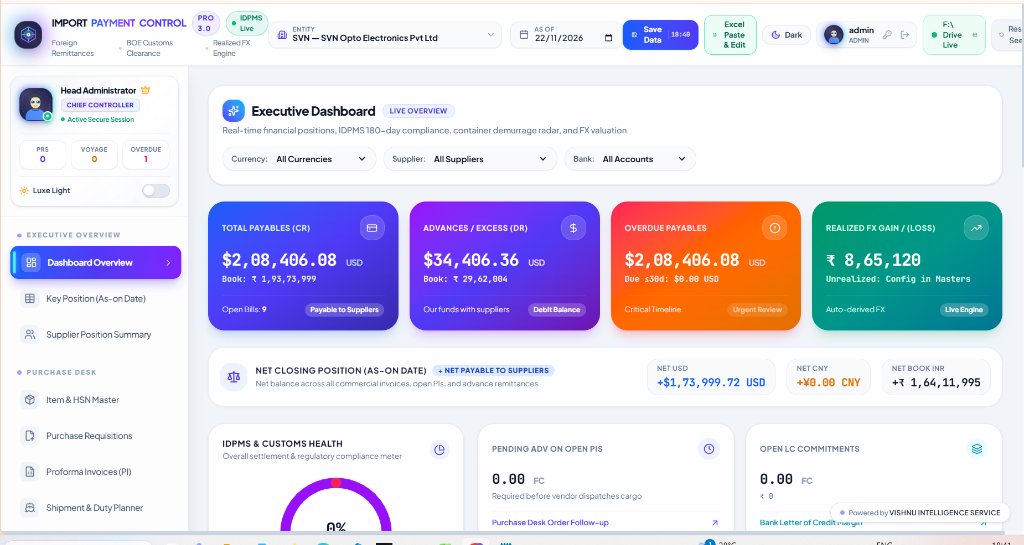 IMPORT PAYMENT CONTROL
PRO 3.0
IDPMS Live
Foreign Remittances
BOE Customs Clearance
Realized FX Engine
ENTITY
SVN — SVN Opto Electronics Pvt Ltd
AS OF
22/11/2026
Save Data
18:40
Excel Paste & Edit
Dark
admin
ADMIN
F:\ Drive Live
Head Administrator
CHIEF CONTROLLER
Active Secure Session
PRS
0
VOYAGE
0
OVERDUE
1
Luxe Light
EXECUTIVE OVERVIEW
Dashboard Overview
Key Position (As-on Date)
Supplier Position Summary
PURCHASE DESK
Item & HSN Master
Purchase Requisitions
Proforma Invoices (PI)
Shipment & Duty Planner
Executive Dashboard
LIVE OVERVIEW
Real-time financial positions, IDPMS 180-day compliance, container demurrage radar, and FX valuation
Currency: All Currencies
Supplier: All Suppliers
Bank: All Accounts
TOTAL PAYABLES (CR)
$2,08,406.08 USD
Book: ₹ 1,93,73,999
Open Bills: 9
Payable to Suppliers
ADVANCES / EXCESS (DR)
$34,406.36 USD
Book: ₹ 29,62,004
Our funds with suppliers
Debit Balance
OVERDUE PAYABLES
$2,08,406.08 USD
Due ≤30d: $0.00 USD
Critical Timeline
Urgent Review
REALIZED FX GAIN / (LOSS)
₹ 8,65,120
Unrealized: Config in Masters
Auto-derived FX
Live Engine
NET CLOSING POSITION (AS-ON DATE)
+ NET PAYABLE TO SUPPLIERS
Net balance across all commercial invoices, open PIs, and advance remittances.
NET USD
+$1,73,999.72 USD
NET CNY
+¥0.00 CNY
NET BOOK INR
+₹ 1,64,11,995
IDPMS & CUSTOMS HEALTH
Overall settlement & regulatory compliance meter
0%
PENDING ADV ON OPEN PIS
0.00 FC
Required before vendor dispatches cargo
Purchase Desk Order Follow-up
OPEN LC COMMITMENTS
0.00 FC
₹ 0
Bank Letter of Credit Margin
Powered by VISHNU INTELLIGENCE SERVICE